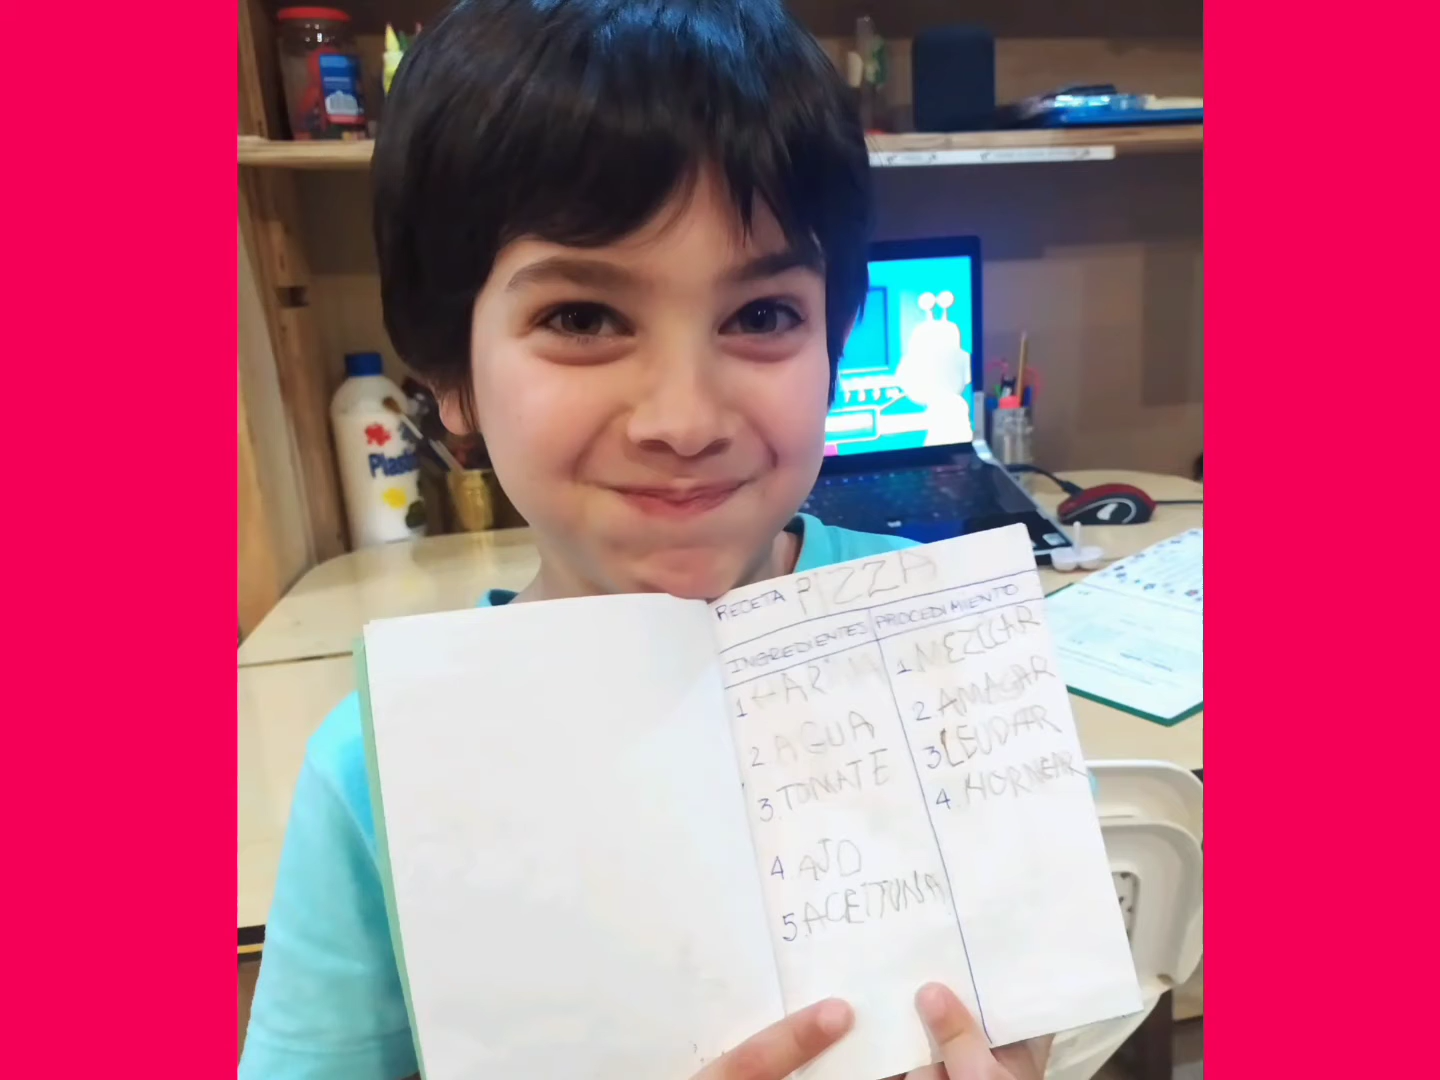 RECETA PIZZA
INGREDIENTES PROCEDIMIENTO
1 HARINA 1 MEZCLAR
2 AGUA 2 AMASAR
3. TOMATE 3 LEUDAR
4 AJO 4. HORNEAR
5. ACEITUNA
Plasti